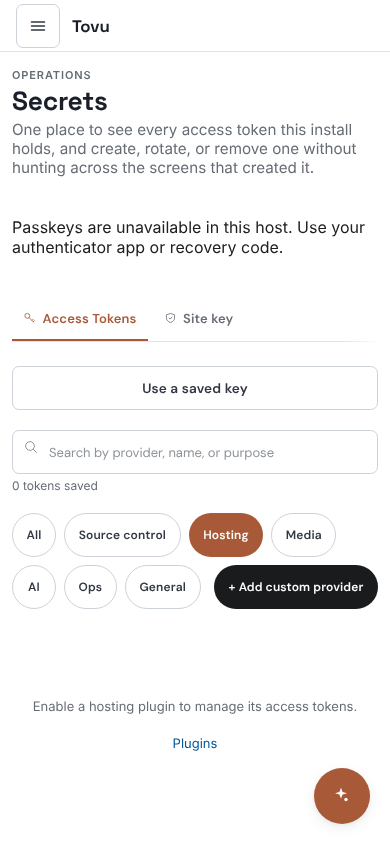 Tovu
OPERATIONS
Secrets
One place to see every access token this install
holds, and create, rotate, or remove one without
hunting across the screens that created it.
Passkeys are unavailable in this host. Use your
authenticator app or recovery code.
Access Tokens
Site key
Use a saved key
Search by provider, name, or purpose
0 tokens saved
All
Source control
Hosting
Media
AI
Ops
General
+ Add custom provider
Enable a hosting plugin to manage its access tokens.
Plugins